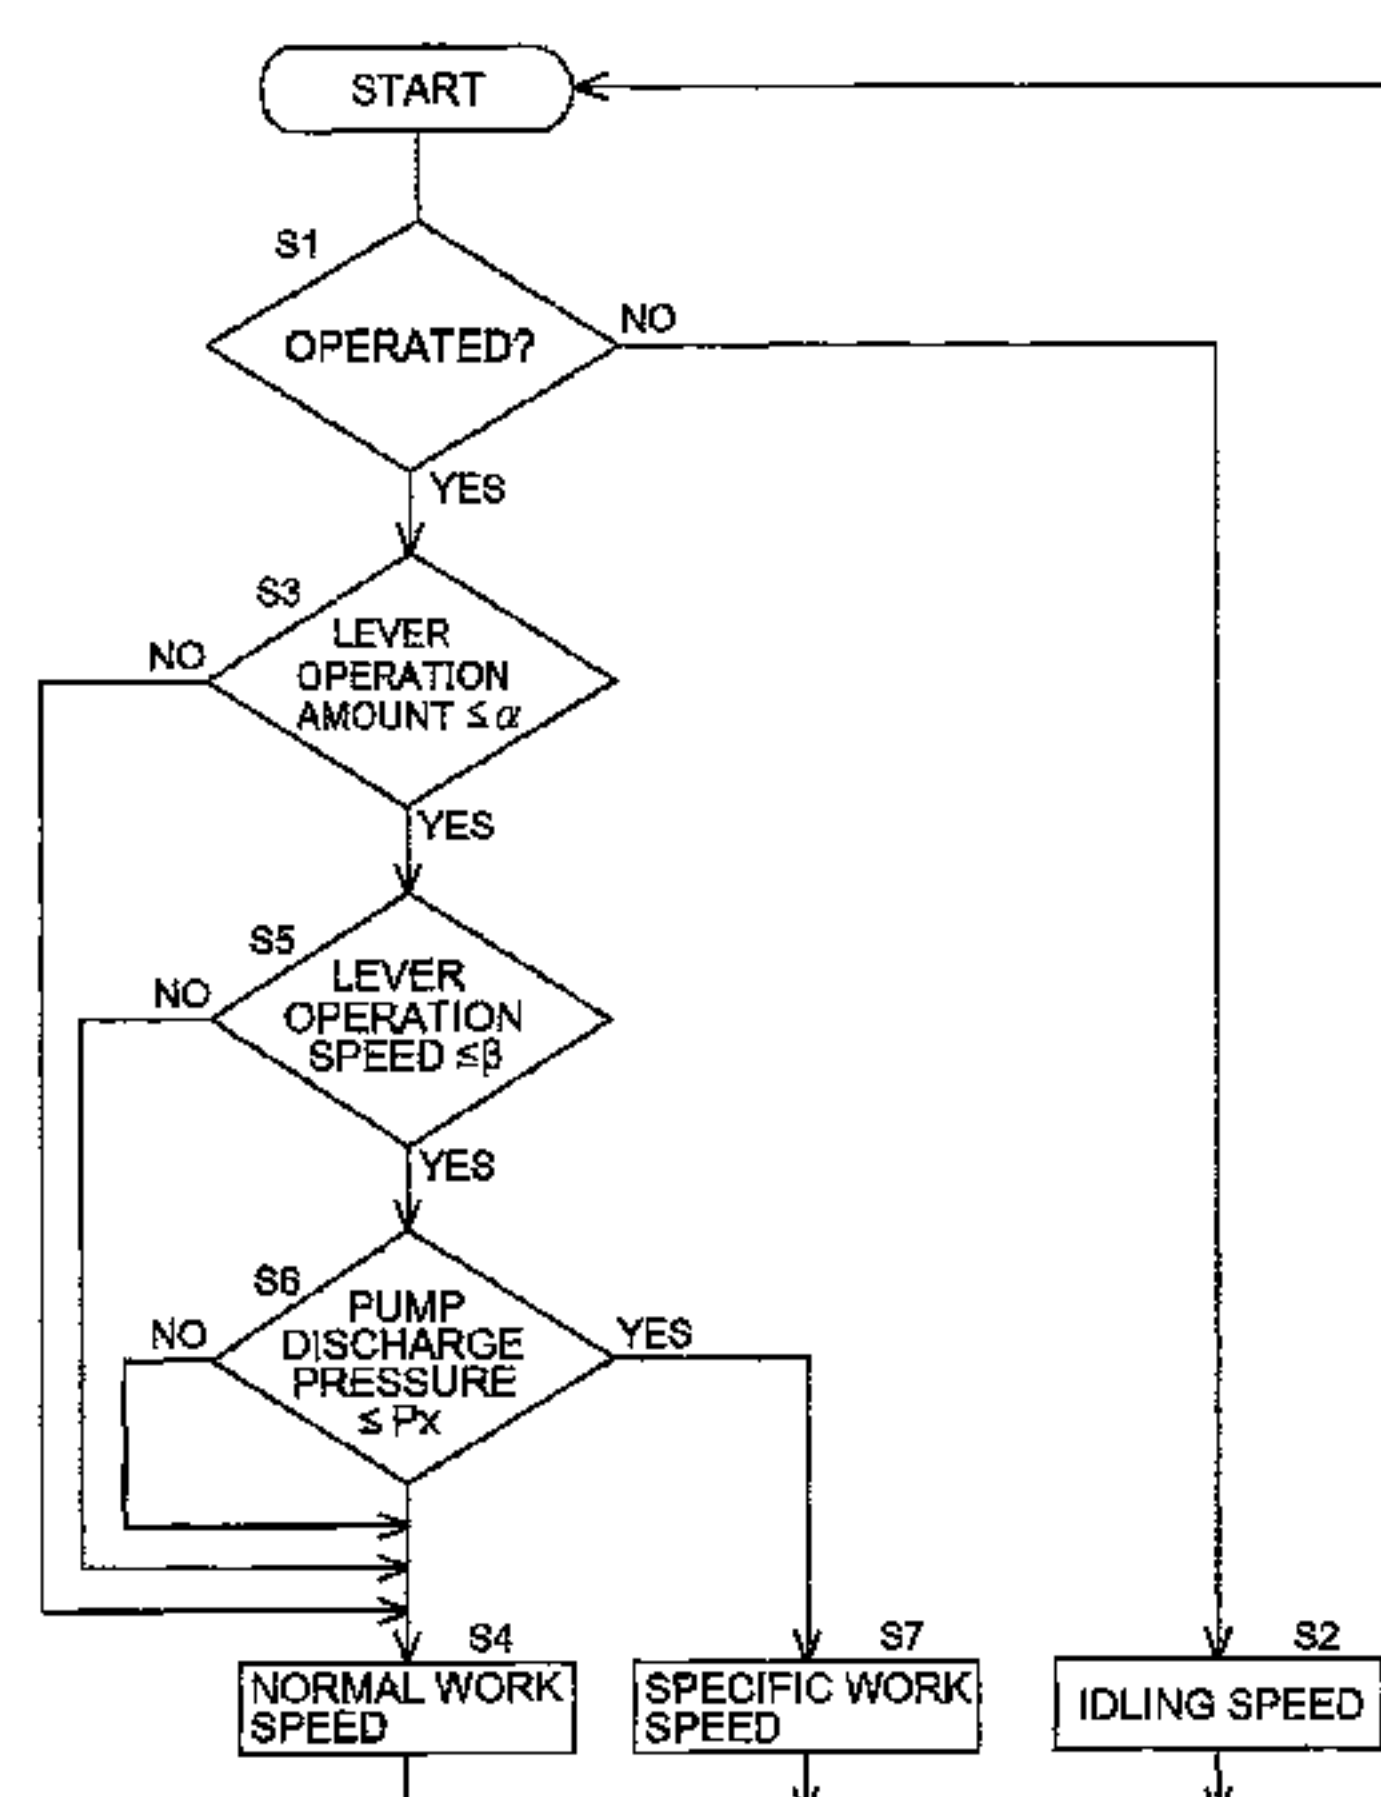 START
S1
OPERATED?
NO
YES
S3
NO
LEVER
OPERATION
AMOUNT ≤ α
YES
S5
NO
LEVER
OPERATION
SPEED ≤β
YES
S6
NO
PUMP
DISCHARGE
PRESSURE
≤ Px
YES
S4
NORMAL WORK
SPEED
S7
SPECIFIC WORK
SPEED
S2
IDLING SPEED